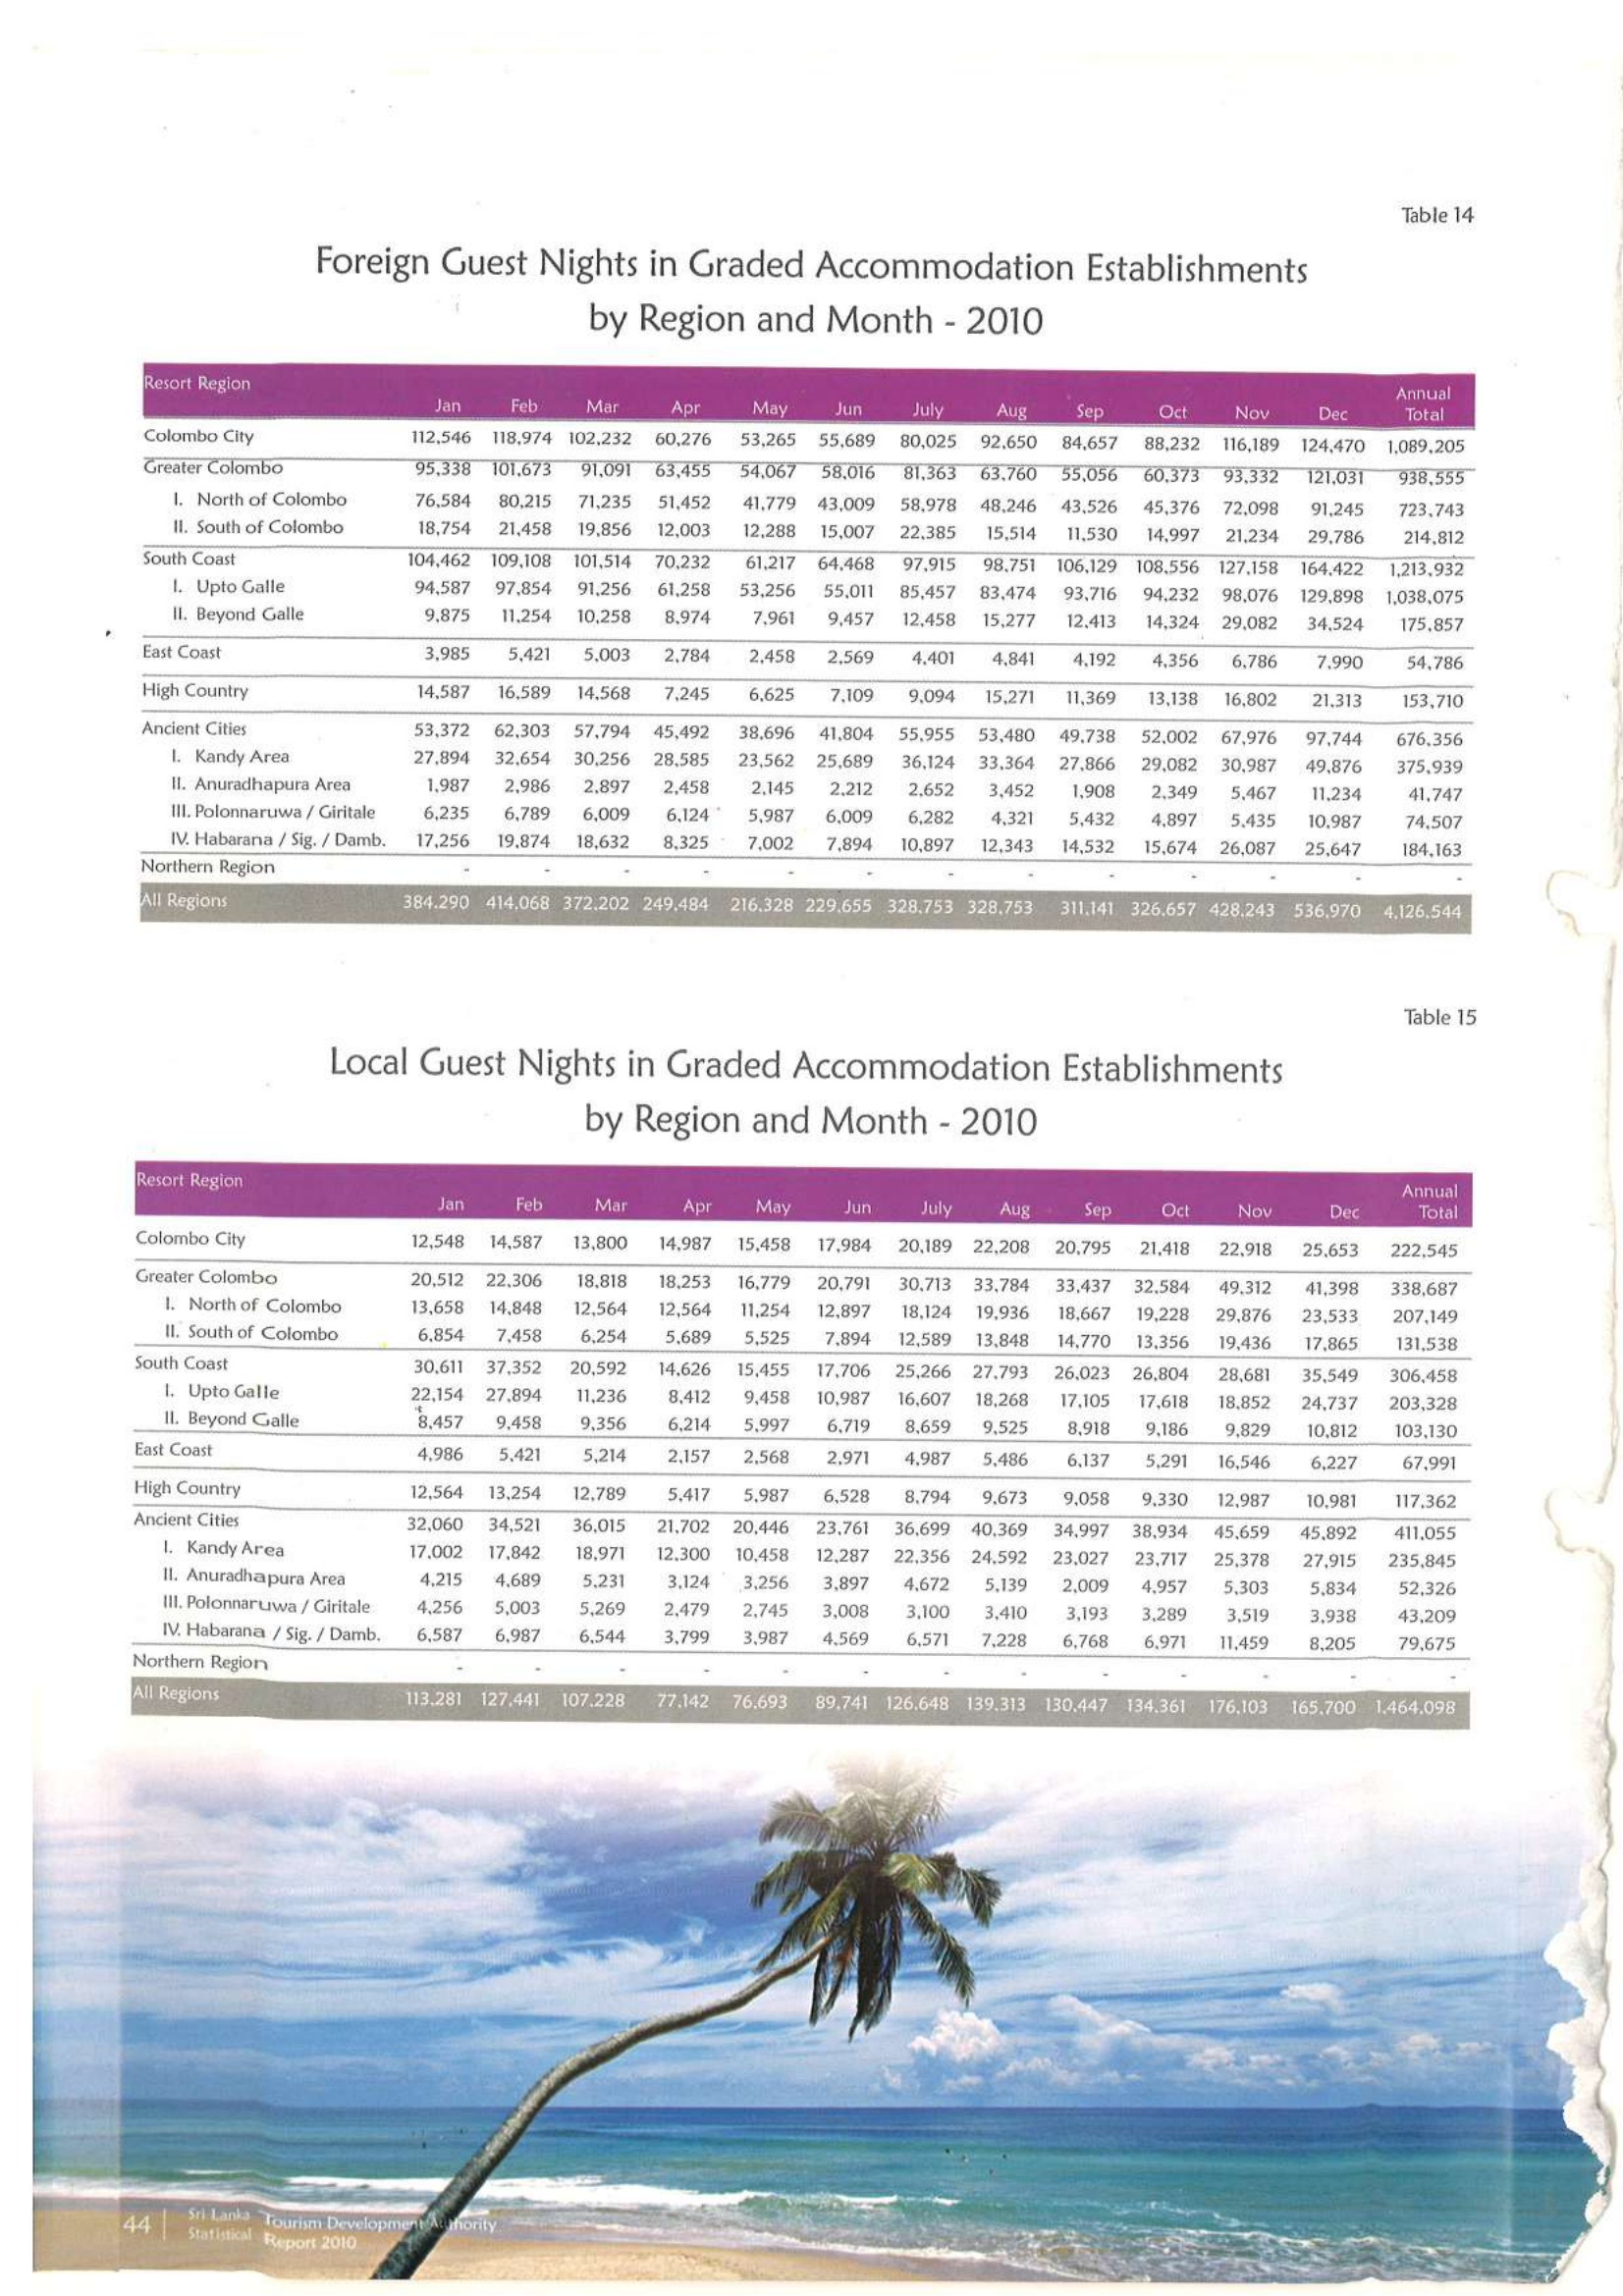 Table 14
Foreign Guest Nights in Graded Accommodation Establishments
by Region and Month - 2010
Resort Region Jan Feb Mar Apr May Jun July Aug Sep Oct Nov Dec Annual Total
Colombo City 112,546 118,974 102,232 60,276 53,265 55,689 80,025 92,650 84,657 88,232 116,189 124,470 1,089,205
Greater Colombo 95,338 101,673 91,091 63,455 54,067 58,016 81,363 63,760 55,056 60,373 93,332 121,031 938,555
I. North of Colombo 76,584 80,215 71,235 51,452 41,779 43,009 58,978 48,246 43,526 45,376 72,098 91,245 723,743
II. South of Colombo 18,754 21,458 19,856 12,003 12,288 15,007 22,385 15,514 11,530 14,997 21,234 29,786 214,812
South Coast 104,462 109,108 101,514 70,232 61,217 64,468 97,915 98,751 106,129 108,556 127,158 164,422 1,213,932
I. Upto Galle 94,587 97,854 91,256 61,258 53,256 55,011 85,457 83,474 93,716 94,232 98,076 129,898 1,038,075
II. Beyond Galle 9,875 11,254 10,258 8,974 7,961 9,457 12,458 15,277 12,413 14,324 29,082 34,524 175,857
East Coast 3,985 5,421 5,003 2,784 2,458 2,569 4,401 4,841 4,192 4,356 6,786 7,990 54,786
High Country 14,587 16,589 14,568 7,245 6,625 7,109 9,094 15,271 11,369 13,138 16,802 21,313 153,710
Ancient Cities 53,372 62,303 57,794 45,492 38,696 41,804 55,955 53,480 49,738 52,002 67,976 97,744 676,356
I. Kandy Area 27,894 32,654 30,256 28,585 23,562 25,689 36,124 33,364 27,866 29,082 30,987 49,876 375,939
II. Anuradhapura Area 1,987 2,986 2,897 2,458 2,145 2,212 2,652 3,452 1,908 2,349 5,467 11,234 41,747
III. Polonnaruwa / Giritale 6,235 6,789 6,009 6,124 5,987 6,009 6,282 4,321 5,432 4,897 5,435 10,987 74,507
IV. Habarana / Sig. / Damb. 17,256 19,874 18,632 8,325 7,002 7,894 10,897 12,343 14,532 15,674 26,087 25,647 184,163
Northern Region - - - - - - - - - - - - -
All Regions 384,290 414,068 372,202 249,484 216,328 229,655 328,753 328,753 311,141 326,657 428,243 536,970 4,126,544
Table 15
Local Guest Nights in Graded Accommodation Establishments
by Region and Month - 2010
Resort Region Jan Feb Mar Apr May Jun July Aug Sep Oct Nov Dec Annual Total
Colombo City 12,548 14,587 13,800 14,987 15,458 17,984 20,189 22,208 20,795 21,418 22,918 25,653 222,545
Greater Colombo 20,512 22,306 18,818 18,253 16,779 20,791 30,713 33,784 33,437 32,584 49,312 41,398 338,687
I. North of Colombo 13,658 14,848 12,564 12,564 11,254 12,897 18,124 19,936 18,667 19,228 29,876 23,533 207,149
II. South of Colombo 6,854 7,458 6,254 5,689 5,525 7,894 12,589 13,848 14,770 13,356 19,436 17,865 131,538
South Coast 30,611 37,352 20,592 14,626 15,455 17,706 25,266 27,793 26,023 26,804 28,681 35,549 306,458
I. Upto Galle 22,154 27,894 11,236 8,412 9,458 10,987 16,607 18,268 17,105 17,618 18,852 24,737 203,328
II. Beyond Galle 8,457 9,458 9,356 6,214 5,997 6,719 8,659 9,525 8,918 9,186 9,829 10,812 103,130
East Coast 4,986 5,421 5,214 2,157 2,568 2,971 4,987 5,486 6,137 5,291 16,546 6,227 67,991
High Country 12,564 13,254 12,789 5,417 5,987 6,528 8,794 9,673 9,058 9,330 12,987 10,981 117,362
Ancient Cities 32,060 34,521 36,015 21,702 20,446 23,761 36,699 40,369 34,997 38,934 45,659 45,892 411,055
I. Kandy Area 17,002 17,842 18,971 12,300 10,458 12,287 22,356 24,592 23,027 23,717 25,378 27,915 235,845
II. Anuradhapura Area 4,215 4,689 5,231 3,124 3,256 3,897 4,672 5,139 2,009 4,957 5,303 5,834 52,326
III. Polonnaruwa / Giritale 4,256 5,003 5,269 2,479 2,745 3,008 3,100 3,410 3,193 3,289 3,519 3,938 43,209
IV. Habarana / Sig. / Damb. 6,587 6,987 6,544 3,799 3,987 4,569 6,571 7,228 6,768 6,971 11,459 8,205 79,675
Northern Region - - - - - - - - - - - - -
All Regions 113,281 127,441 107,228 77,142 76,693 89,741 126,648 139,313 130,447 134,361 176,103 165,700 1,464,098
44 | Sri Lanka Tourism Development Authority
Statistical Report 2010